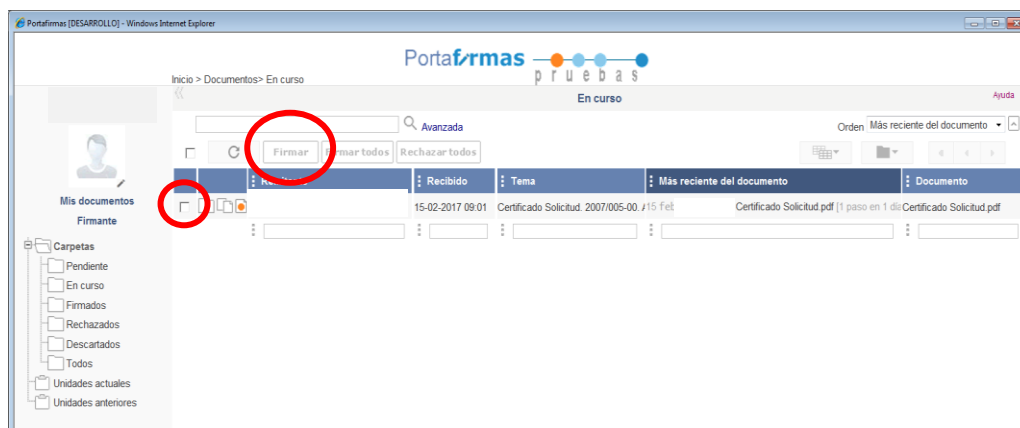 Portafirmas [DESARROLLO] - Windows Internet Explorer
Portafirmas
pruebas
Inicio > Documentos> En curso
En curso
Ayuda
Avanzada
Orden Más reciente del documento
Firmar Firmar todos Rechazar todos
Recibido Tema Más reciente del documento Documento
15-02-2017 09:01 Certificado Solicitud. 2007/005-00. 15 Feb Certificado Solicitud.pdf [1 paso en 1 día Certificado Solicitud.pdf
Mis documentos
Firmante
Carpetas
Pendiente
En curso
Firmados
Rechazados
Descartados
Todos
Unidades actuales
Unidades anteriores